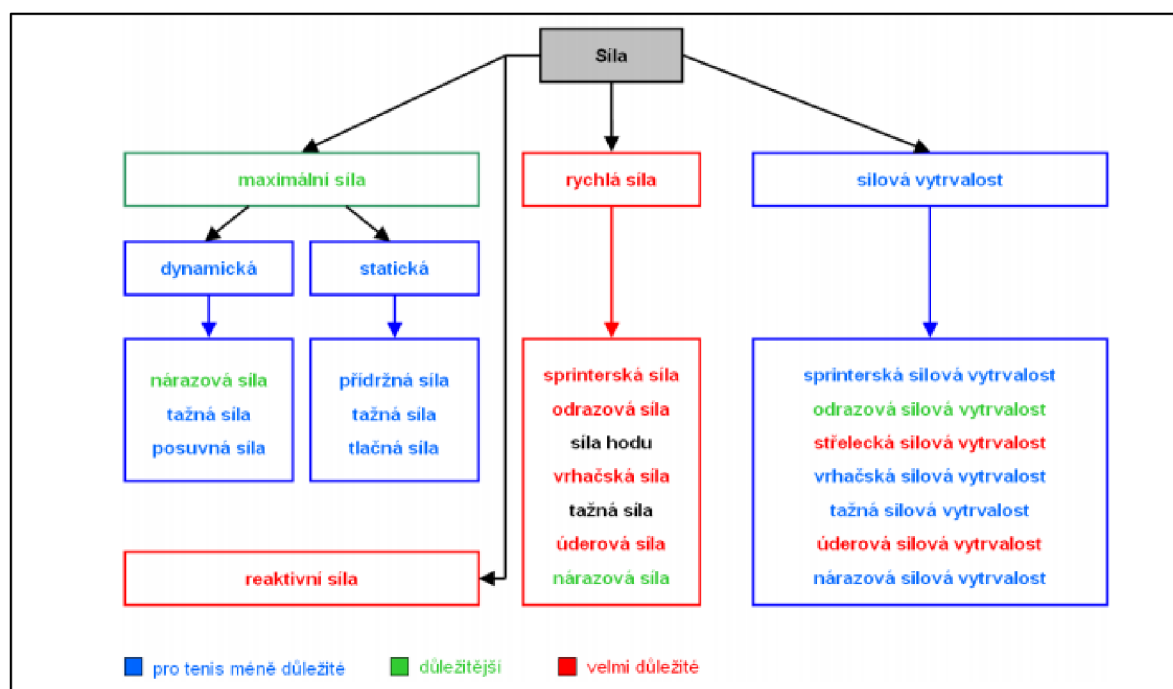 Síla
maximální síla
rychlá síla
silová vytrvalost
dynamická
statická
nárazová síla
tažná síla
posuvná síla
přídržná síla
tažná síla
tlačná síla
sprinterská síla
odrazová síla
síla hodu
vrhačská síla
tažná síla
úderová síla
nárazová síla
sprinterská silová vytrvalost
odrazová silová vytrvalost
střelecká silová vytrvalost
vrhačská silová vytrvalost
tažná silová vytrvalost
úderová silová vytrvalost
nárazová silová vytrvalost
reaktivní síla
pro tenis méně důležité
důležitější
velmi důležité